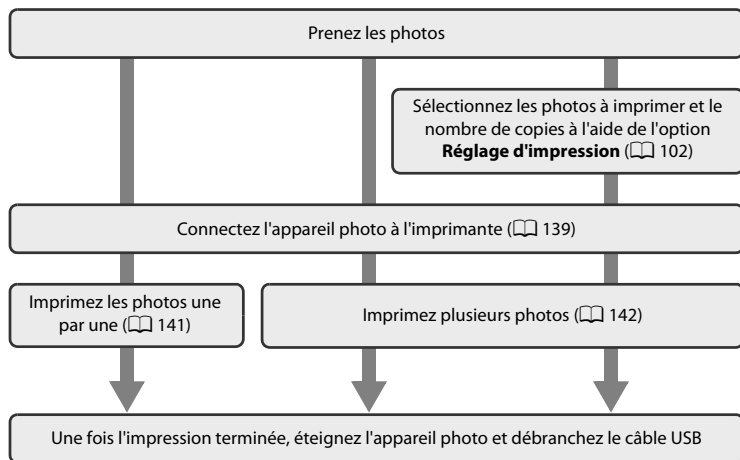 Prenez les photos
Sélectionnez les photos à imprimer et le
nombre de copies à l'aide de l'option
Réglage d'impression (📖 102)
Connectez l'appareil photo à l'imprimante (📖 139)
Imprimez les photos une
par une (📖 141)
Imprimez plusieurs photos (📖 142)
Une fois l'impression terminée, éteignez l'appareil photo et débranchez le câble USB